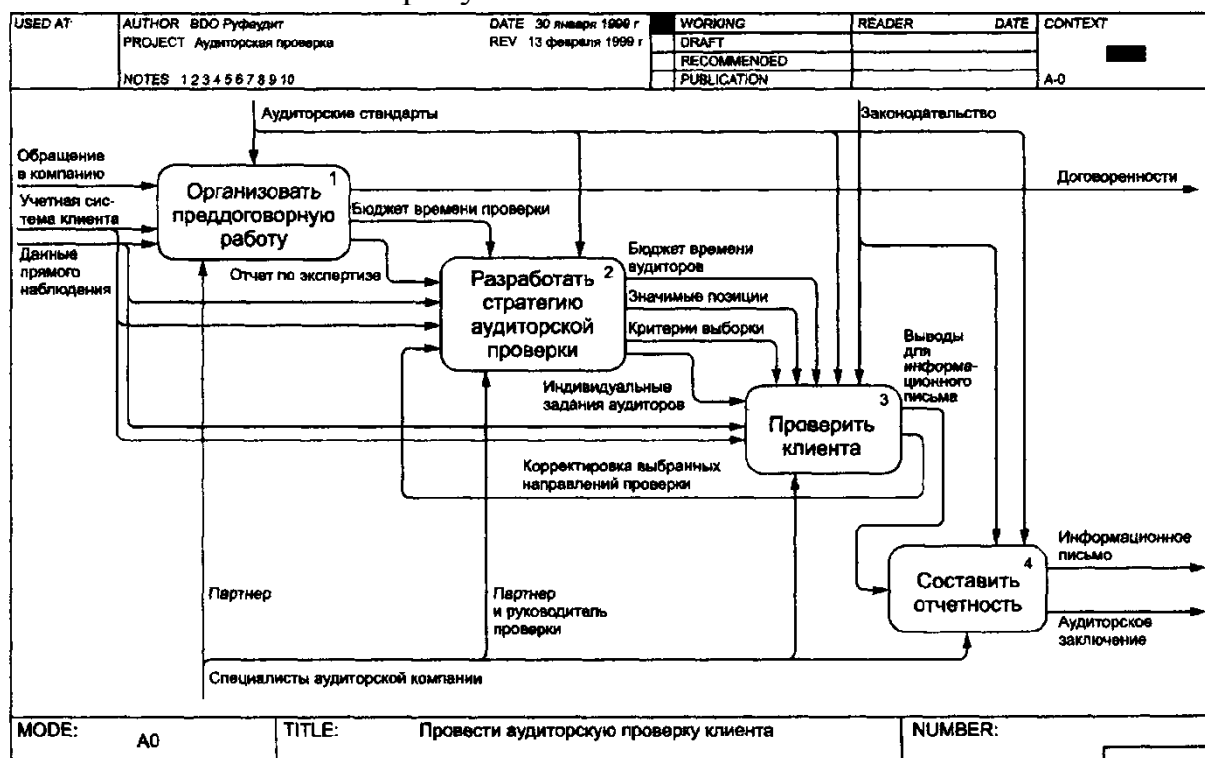 USED AT:
AUTHOR BDO Руфаудит
DATE 30 января 1999 г
WORKING
READER
DATE
CONTEXT
PROJECT Аудиторская проверка
REV 13 февраля 1999 г
DRAFT
RECOMMENDED
NOTES 1 2 3 4 5 6 7 8 9 10
PUBLICATION
A-0
Аудиторские стандарты
Законодательство
Обращение
в компанию
Учетная сис-
тема клиента
Данные
прямого
наблюдения
1
Организовать
преддоговорную
работу
Договоренности
Бюджет времени проверки
Отчет по экспертизе
2
Разработать
стратегию
аудиторской
проверки
Бюджет времени
аудиторов
Значимые позиции
Критерии выборки
Индивидуальные
задания аудиторов
Выводы
для
информа-
ционного
письма
3
Проверить
клиента
Корректировка выбранных
направлений проверки
4
Составить
отчетность
Информационное
письмо
Аудиторское
заключение
Партнер
Партнер
и руководитель
проверки
Специалисты аудиторской компании
MODE:
A0
TITLE:
Провести аудиторскую проверку клиента
NUMBER: